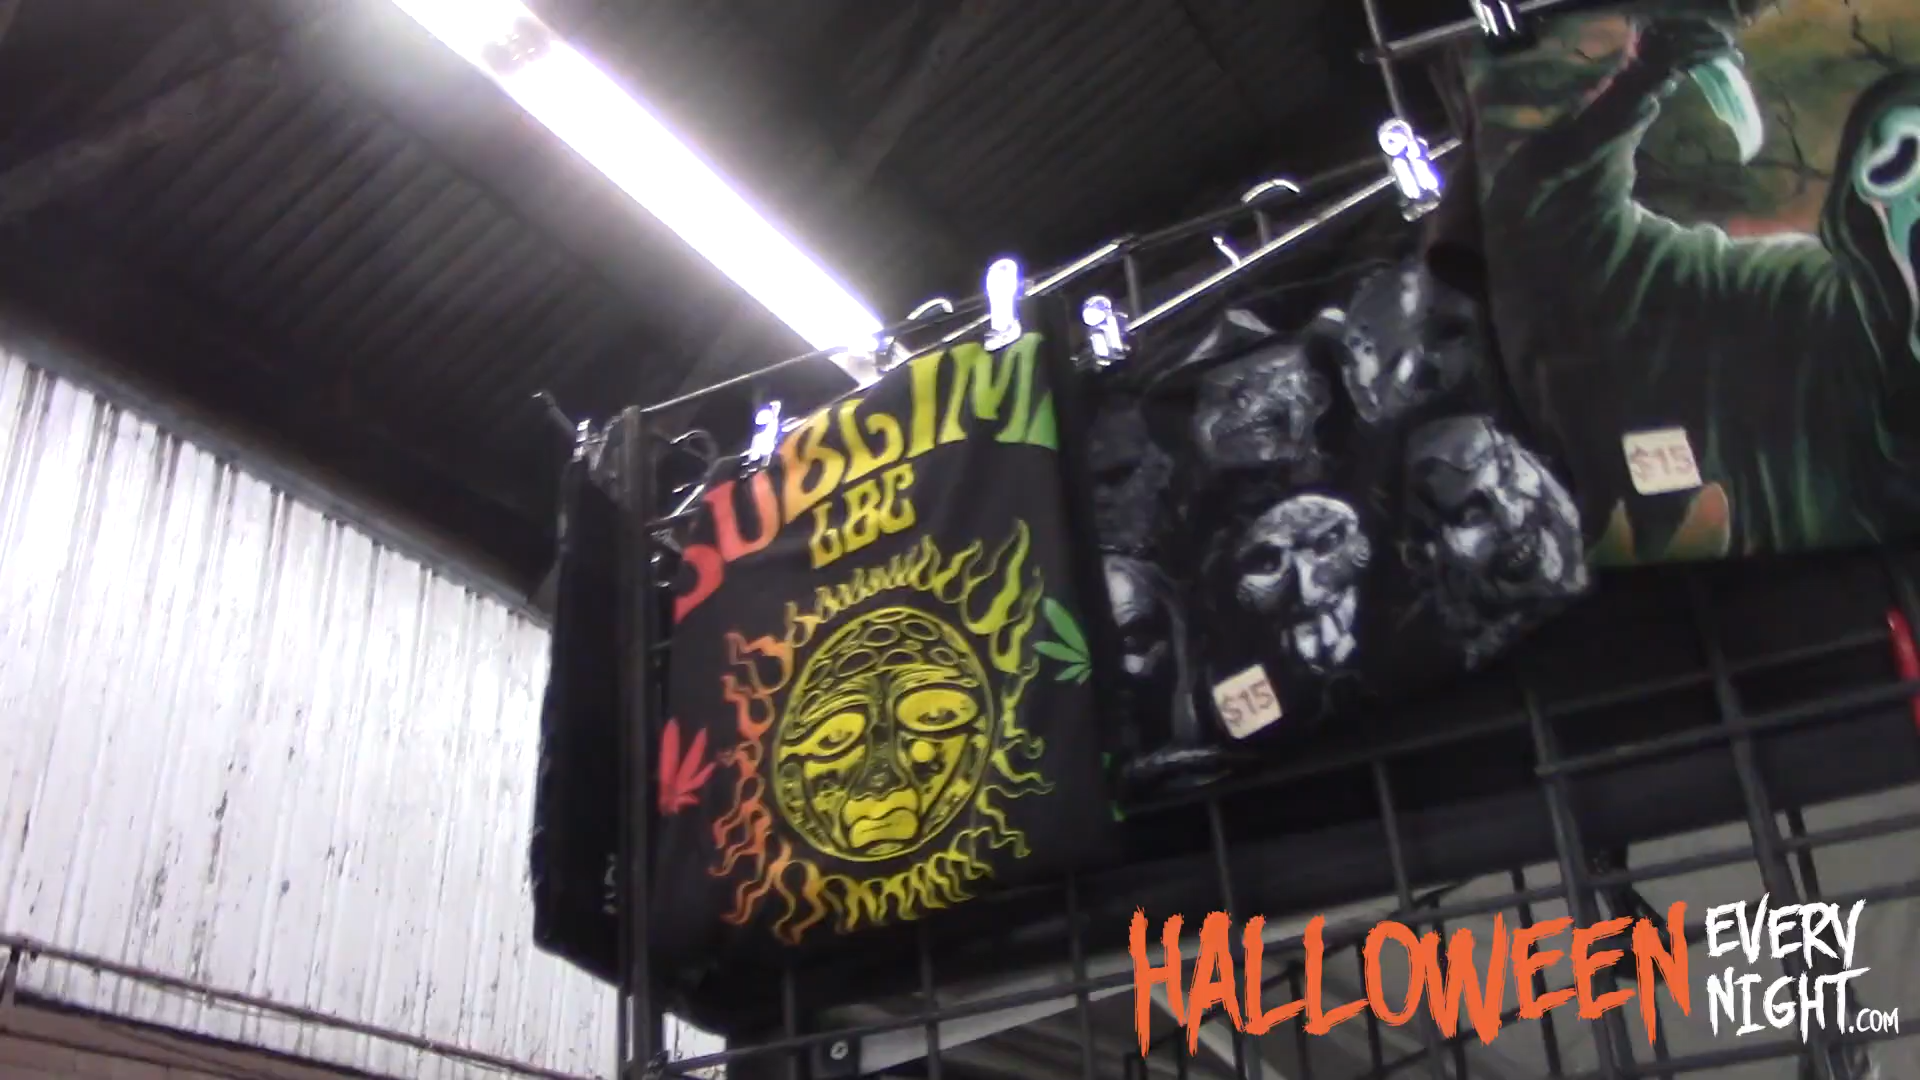 SUBLIM
LBC
$15
$15
HALLOWEEN EVERY
NIGHT.COM